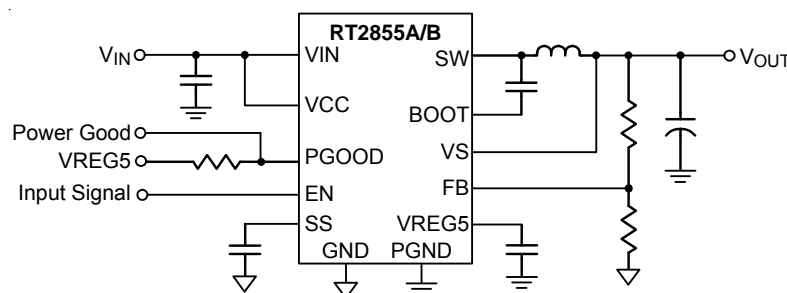 RT2855A/B
VIN
VIN
SW
VOUT
VCC
BOOT
Power Good
VREG5
PGOOD
VS
Input Signal
EN
FB
SS
VREG5
GND
PGND